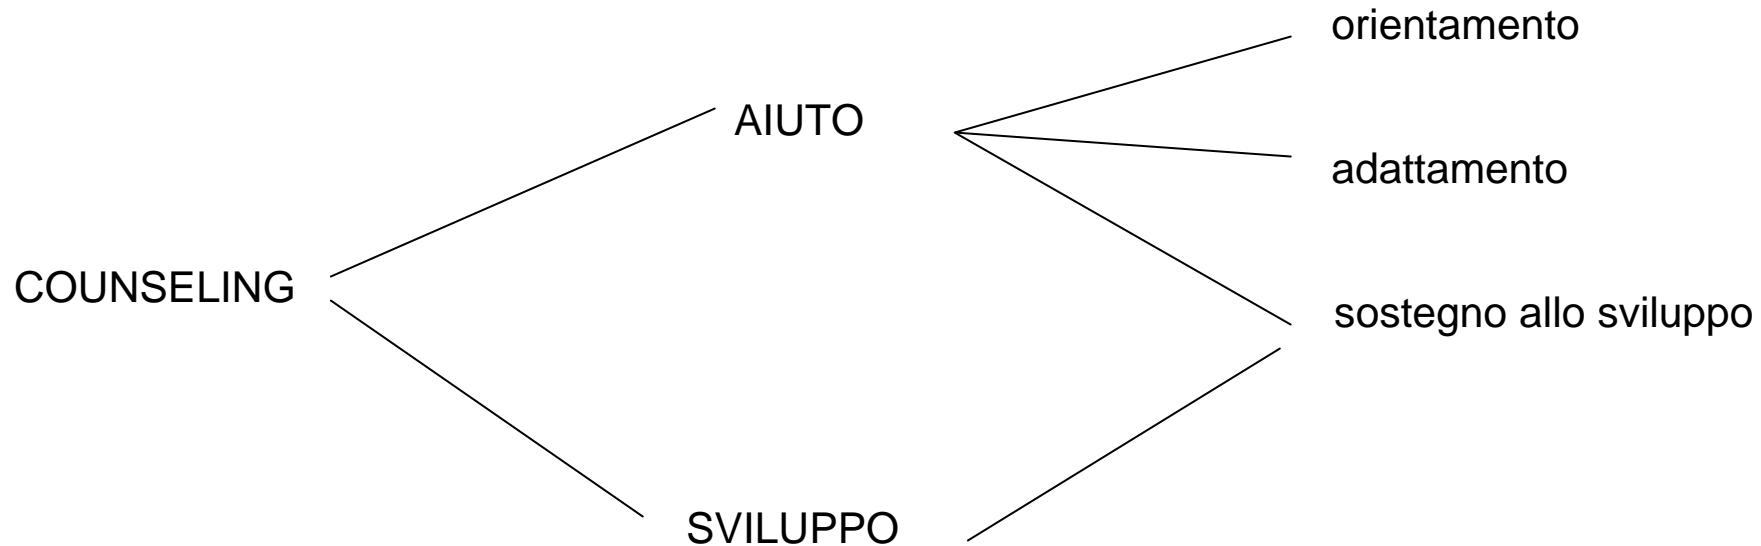 orientamento
AIUTO
adattamento
COUNSELING
sostegno allo sviluppo
SVILUPPO